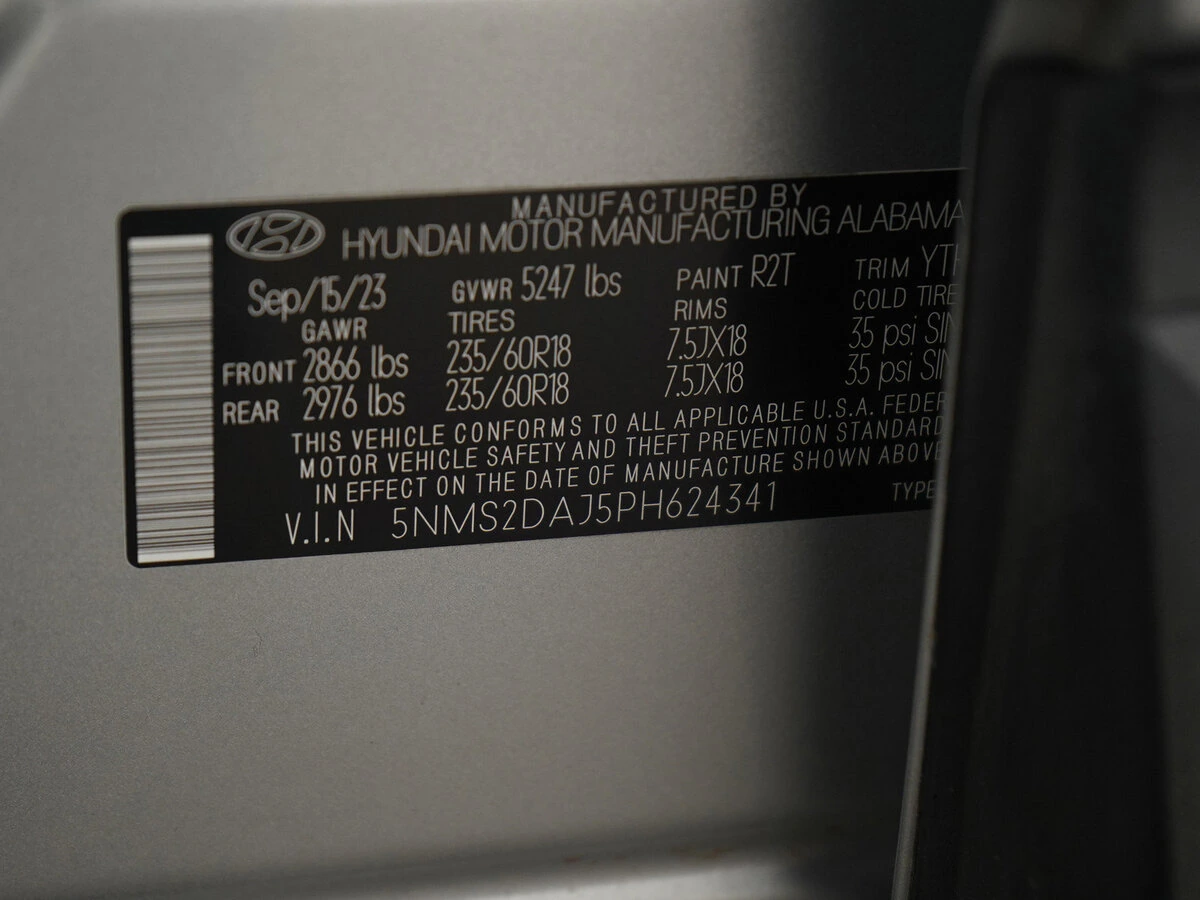 MANUFACTURED BY
HYUNDAI MOTOR MANUFACTURING ALABAMA
Sep/15/23 GVWR 5247 lbs PAINT R2T TRIM
GAWR TIRES RIMS COLD
FRONT 2866 lbs 235/60R18 7.5JX18 35 psi
REAR 2976 lbs 235/60R18 7.5JX18 35 psi
THIS VEHICLE CONFORMS TO ALL APPLICABLE U.S.A.
MOTOR VEHICLE SAFETY AND THEFT PREVENTION STANDARD
IN EFFECT ON THE DATE OF MANUFACTURE SHOWN ABOVE
V.I.N 5NMS2DAJ5PH624341 TYPE